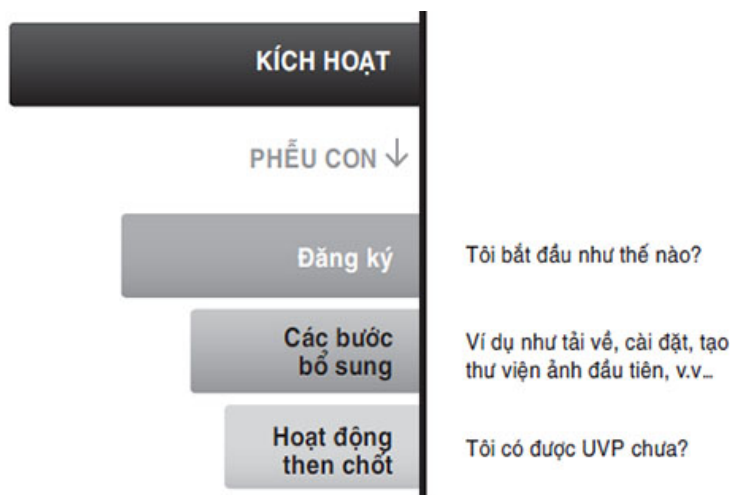 KÍCH HOẠT
PHỄU CON ↓
Đăng ký
Tôi bắt đầu như thế nào?
Các bước
bổ sung
Ví dụ như tải về, cài đặt, tạo
thư viện ảnh đầu tiên, v.v...
Hoạt động
then chốt
Tôi có được UVP chưa?